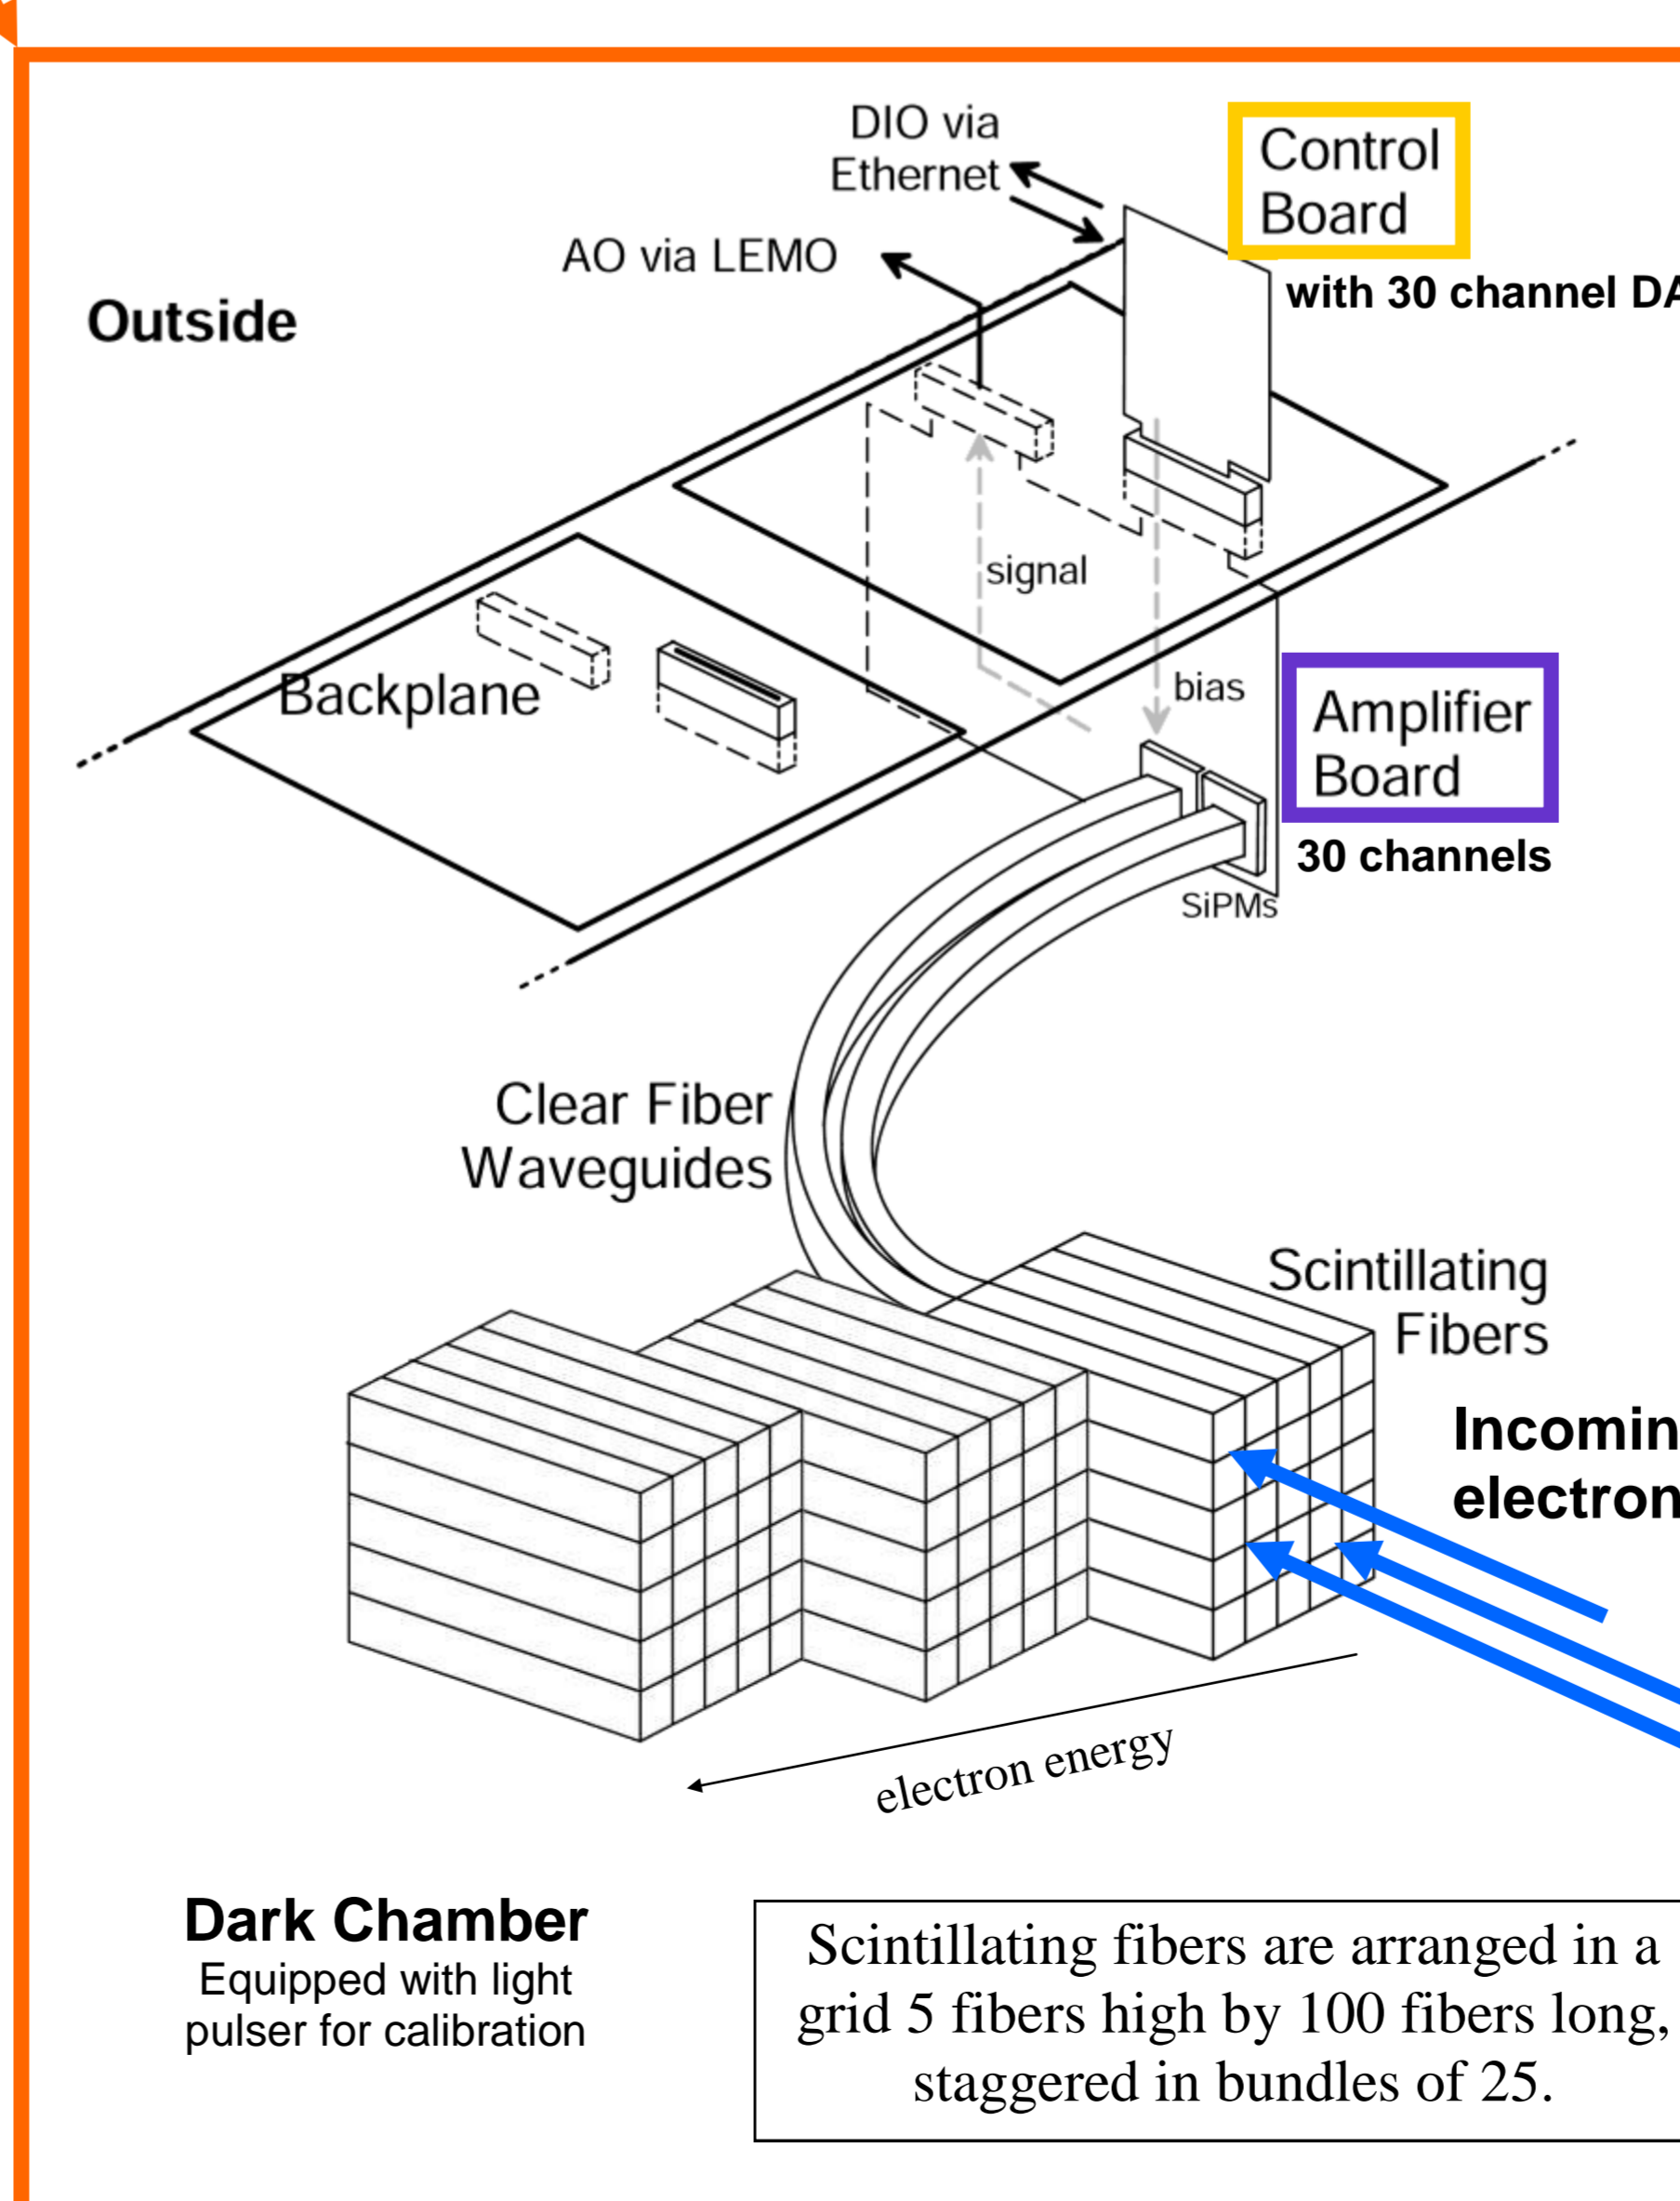 DIO via
Ethernet
Control
Board
AO via LEMO
with 30 channel DA
Outside
signal
Backplane
bias
Amplifier
Board
30 channels
SiPMs
Clear Fiber
Waveguides
Scintillating
Fibers
Incomin
electron
electron energy
Dark Chamber
Equipped with light
pulser for calibration
Scintillating fibers are arranged in a
grid 5 fibers high by 100 fibers long,
staggered in bundles of 25.